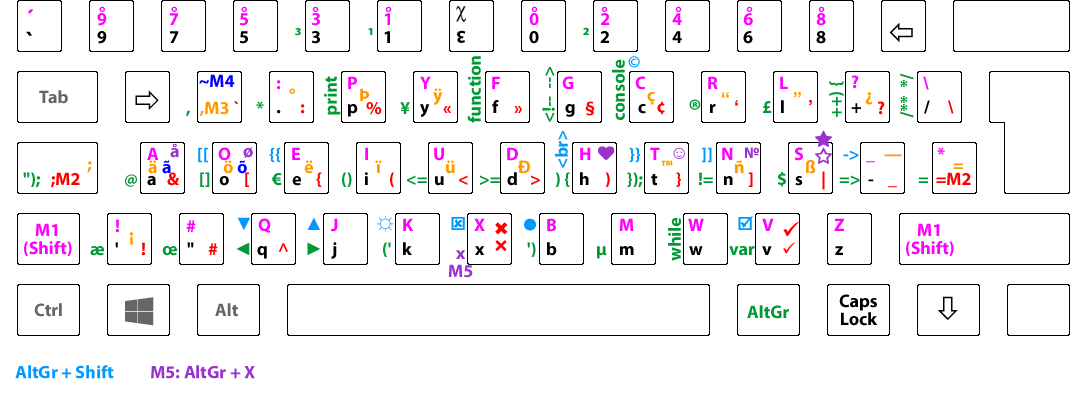 ´ 9 7 5 3 1 χ 0 2 4 6 8
` 9 7 5 ³ 3 ¹ 1 ε 0 ² 2 4 6 8
Tab
~M4 , ,M3 `
: ° * . :
print P Þ p %
Y ÿ ¥ y «
function F f »
<!-- --> G g §
console © C ç c ¢
R “ ® r ‘
L ” £ l ’
{ ++) ? ¿ + ?
/** */ \ / \
; "); ;M2
A å ä ã @ a &
[[ O ø ö õ [] o [
{{ E ë € e {
I ï () i (
U ü <= u <
D Ð >= d >
<br> H ♥ ){ h )
}} T ☺ ™ }); t }
]] N № ñ != n ]
★ ☆ S ß $ s |
-> _ — => - _
* = = =M2
M1
(Shift)
! ¡ æ ' !
# œ " #
▼ Q ◀ q ^
▲ J ▶ j
☼ K (' k
☒ X ✖ x x ✖
M5
● B ') b
M µ m
while W w
☑ V ✓ var v ✓
Z z
M1
(Shift)
Ctrl
Alt
AltGr
Caps
Lock
AltGr + Shift M5: AltGr + X